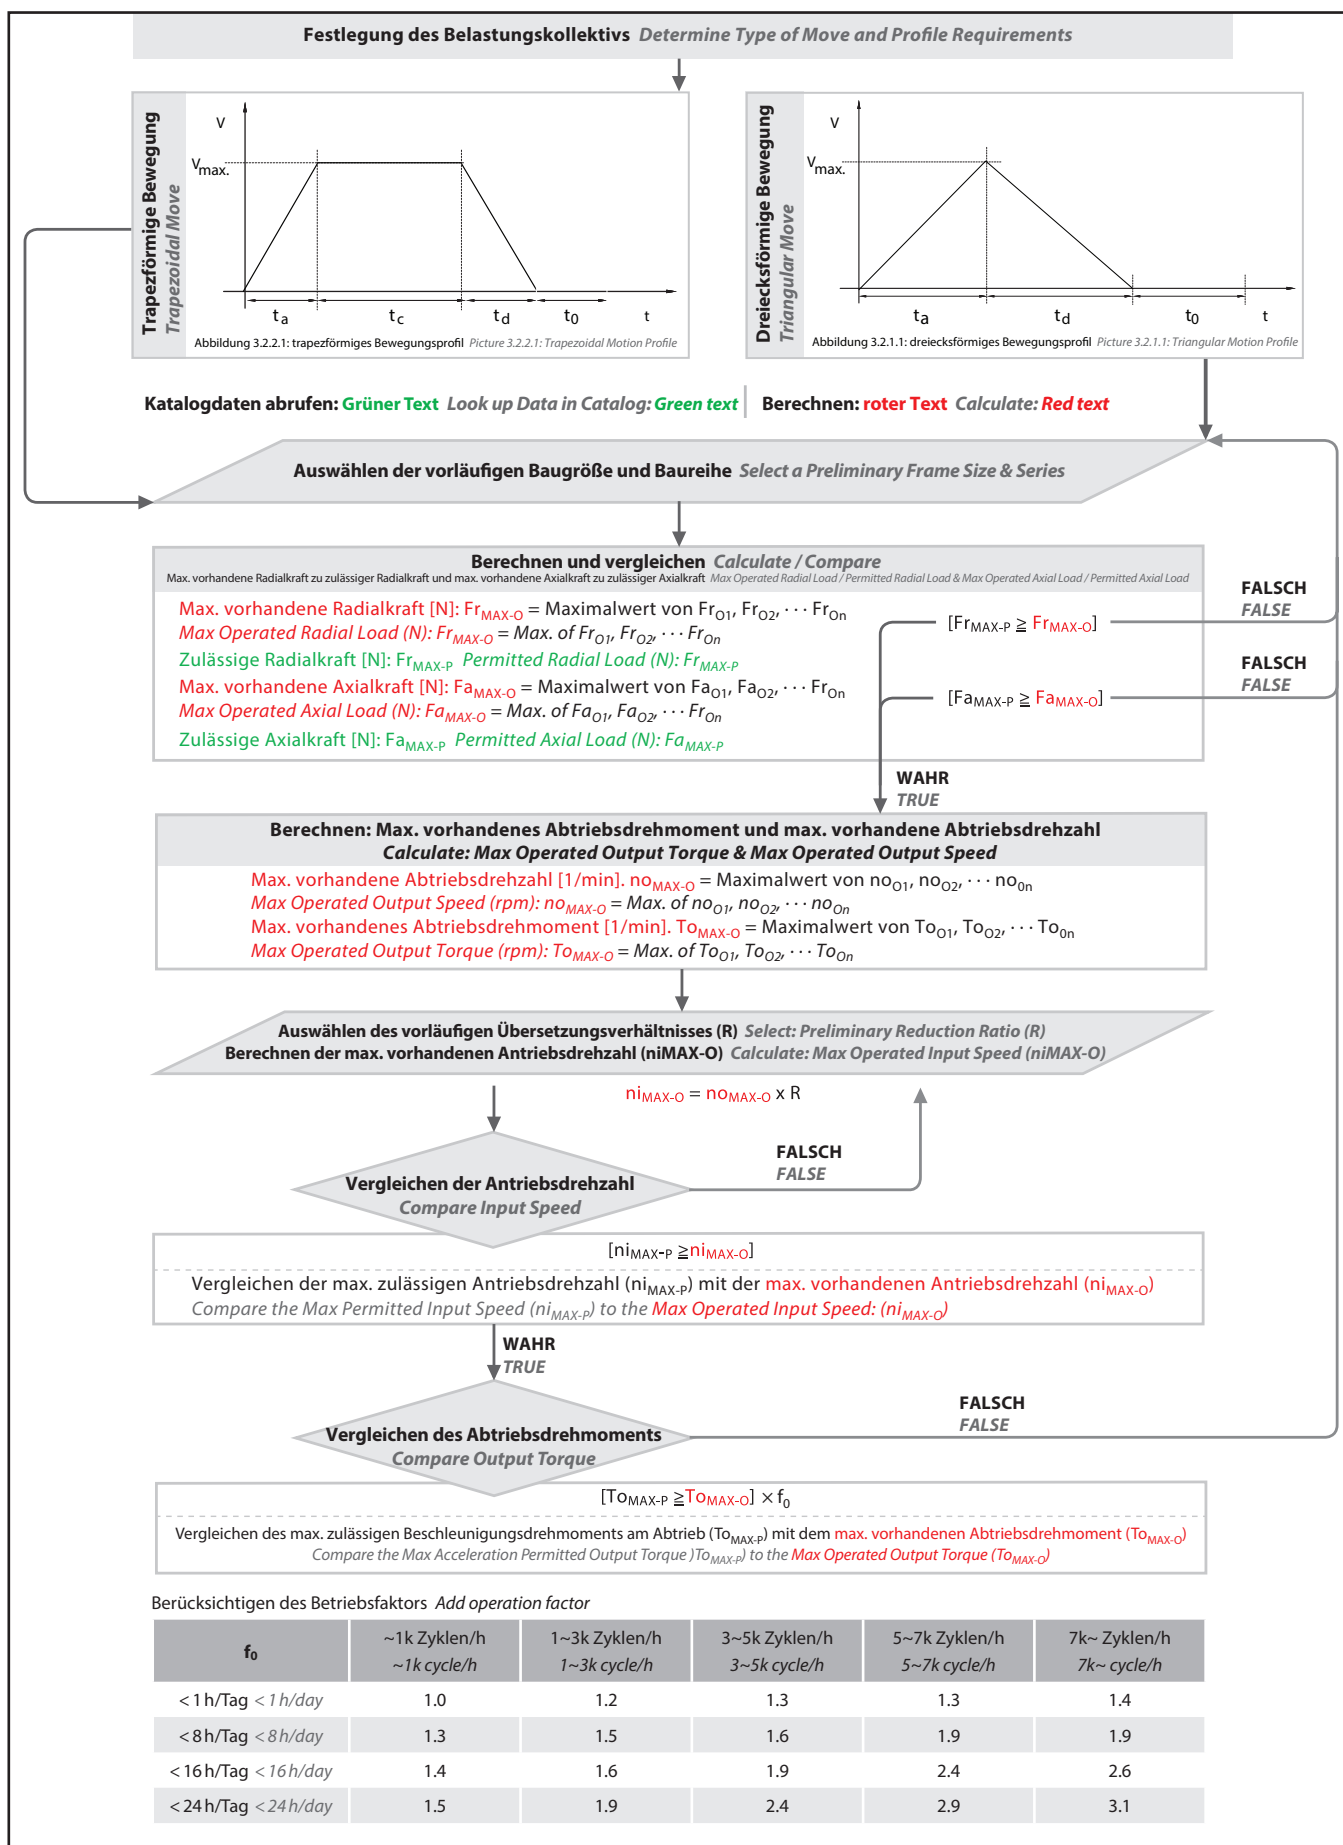 Festlegung des Belastungskollektivs Determine Type of Move and Profile Requirements
Trapezförmige Bewegung
Trapezoidal Move
V
Vmax.
ta tc td t0 t
Abbildung 3.2.2.1: trapezförmiges Bewegungsprofil Picture 3.2.2.1: Trapezoidal Motion Profile
Dreiecksförmige Bewegung
Triangular Move
V
Vmax.
ta td t0 t
Abbildung 3.2.1.1: dreiecksförmiges Bewegungsprofil Picture 3.2.1.1: Triangular Motion Profile
Katalogdaten abrufen: Grüner Text Look up Data in Catalog: Green text
Berechnen: roter Text Calculate: Red text
Auswählen der vorläufigen Baugröße und Baureihe Select a Preliminary Frame Size & Series
Berechnen und vergleichen Calculate / Compare
Max. vorhandene Radialkraft zu zulässiger Radialkraft und max. vorhandene Axialkraft zu zulässiger Axialkraft Max Operated Radial Load / Permitted Radial Load & Max Operated Axial Load / Permitted Axial Load
Max. vorhandene Radialkraft [N]: FrMAX-O = Maximalwert von FrO1, FrO2, ··· FrOn
Max Operated Radial Load (N): FrMAX-O = Max. of FrO1, FrO2, ··· FrOn
Zulässige Radialkraft [N]: FrMAX-P Permitted Radial Load (N): FrMAX-P
Max. vorhandene Axialkraft [N]: FaMAX-O = Maximalwert von FaO1, FaO2, ··· FrOn
Max Operated Axial Load (N): FaMAX-O = Max. of FaO1, FaO2, ··· FrOn
Zulässige Axialkraft [N]: FaMAX-P Permitted Axial Load (N): FaMAX-P
[FrMAX-P ≧ FrMAX-O]
FALSCH
FALSE
[FaMAX-P ≧ FaMAX-O]
FALSCH
FALSE
WAHR
TRUE
Berechnen: Max. vorhandenes Abtriebsdrehmoment und max. vorhandene Abtriebsdrehzahl
Calculate: Max Operated Output Torque & Max Operated Output Speed
Max. vorhandene Abtriebsdrehzahl [1/min]. noMAX-O = Maximalwert von noO1, noO2, ··· no0n
Max Operated Output Speed (rpm): noMAX-O = Max. of noO1, noO2, ··· noOn
Max. vorhandenes Abtriebsdrehmoment [1/min]. ToMAX-O = Maximalwert von ToO1, ToO2, ··· To0n
Max Operated Output Torque (rpm): ToMAX-O = Max. of ToO1, ToO2, ··· ToOn
Auswählen des vorläufigen Übersetzungsverhältnisses (R) Select: Preliminary Reduction Ratio (R)
Berechnen der max. vorhandenen Antriebsdrehzahl (niMAX-O) Calculate: Max Operated Input Speed (niMAX-O)
niMAX-O = noMAX-O x R
Vergleichen der Antriebsdrehzahl
Compare Input Speed
FALSCH
FALSE
[niMAX-P ≧niMAX-O]
Vergleichen der max. zulässigen Antriebsdrehzahl (niMAX-P) mit der max. vorhandenen Antriebsdrehzahl (niMAX-O)
Compare the Max Permitted Input Speed (niMAX-P) to the Max Operated Input Speed: (niMAX-O)
WAHR
TRUE
Vergleichen des Abtriebsdrehmoments
Compare Output Torque
FALSCH
FALSE
[ToMAX-P ≧ToMAX-O] × f0
Vergleichen des max. zulässigen Beschleunigungsdrehmoments am Abtrieb (ToMAX-P) mit dem max. vorhandenen Abtriebsdrehmoment (ToMAX-O)
Compare the Max Acceleration Permitted Output Torque )ToMAX-P) to the Max Operated Output Torque (ToMAX-O)
Berücksichtigen des Betriebsfaktors Add operation factor
f0 ~1k Zyklen/h 1~3k Zyklen/h 3~5k Zyklen/h 5~7k Zyklen/h 7k~ Zyklen/h
~1k cycle/h 1~3k cycle/h 3~5k cycle/h 5~7k cycle/h 7k~ cycle/h
< 1 h/Tag < 1 h/day 1.0 1.2 1.3 1.3 1.4
< 8 h/Tag < 8 h/day 1.3 1.5 1.6 1.9 1.9
< 16 h/Tag < 16 h/day 1.4 1.6 1.9 2.4 2.6
< 24 h/Tag < 24 h/day 1.5 1.9 2.4 2.9 3.1